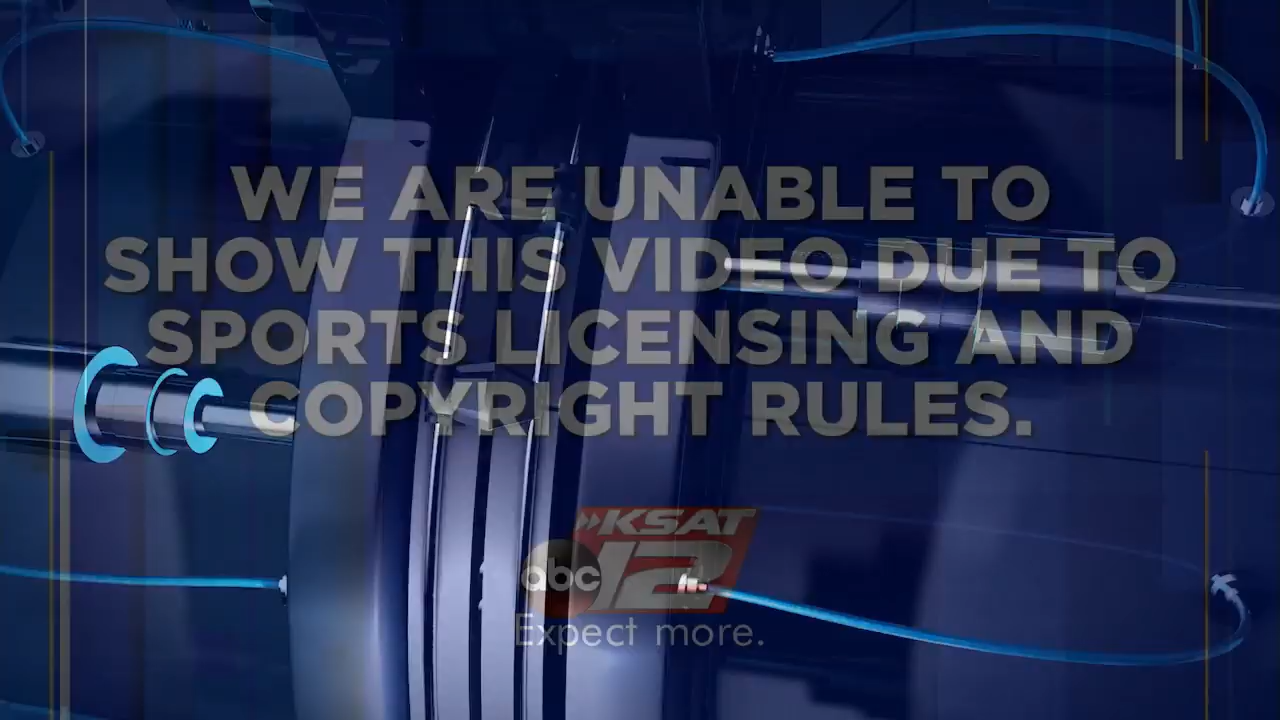 WE ARE UNABLE TO
SHOW THIS VIDEO DUE TO
SPORTS LICENSING AND
COPYRIGHT RULES.
»KSAT
abc 12
Expect more.